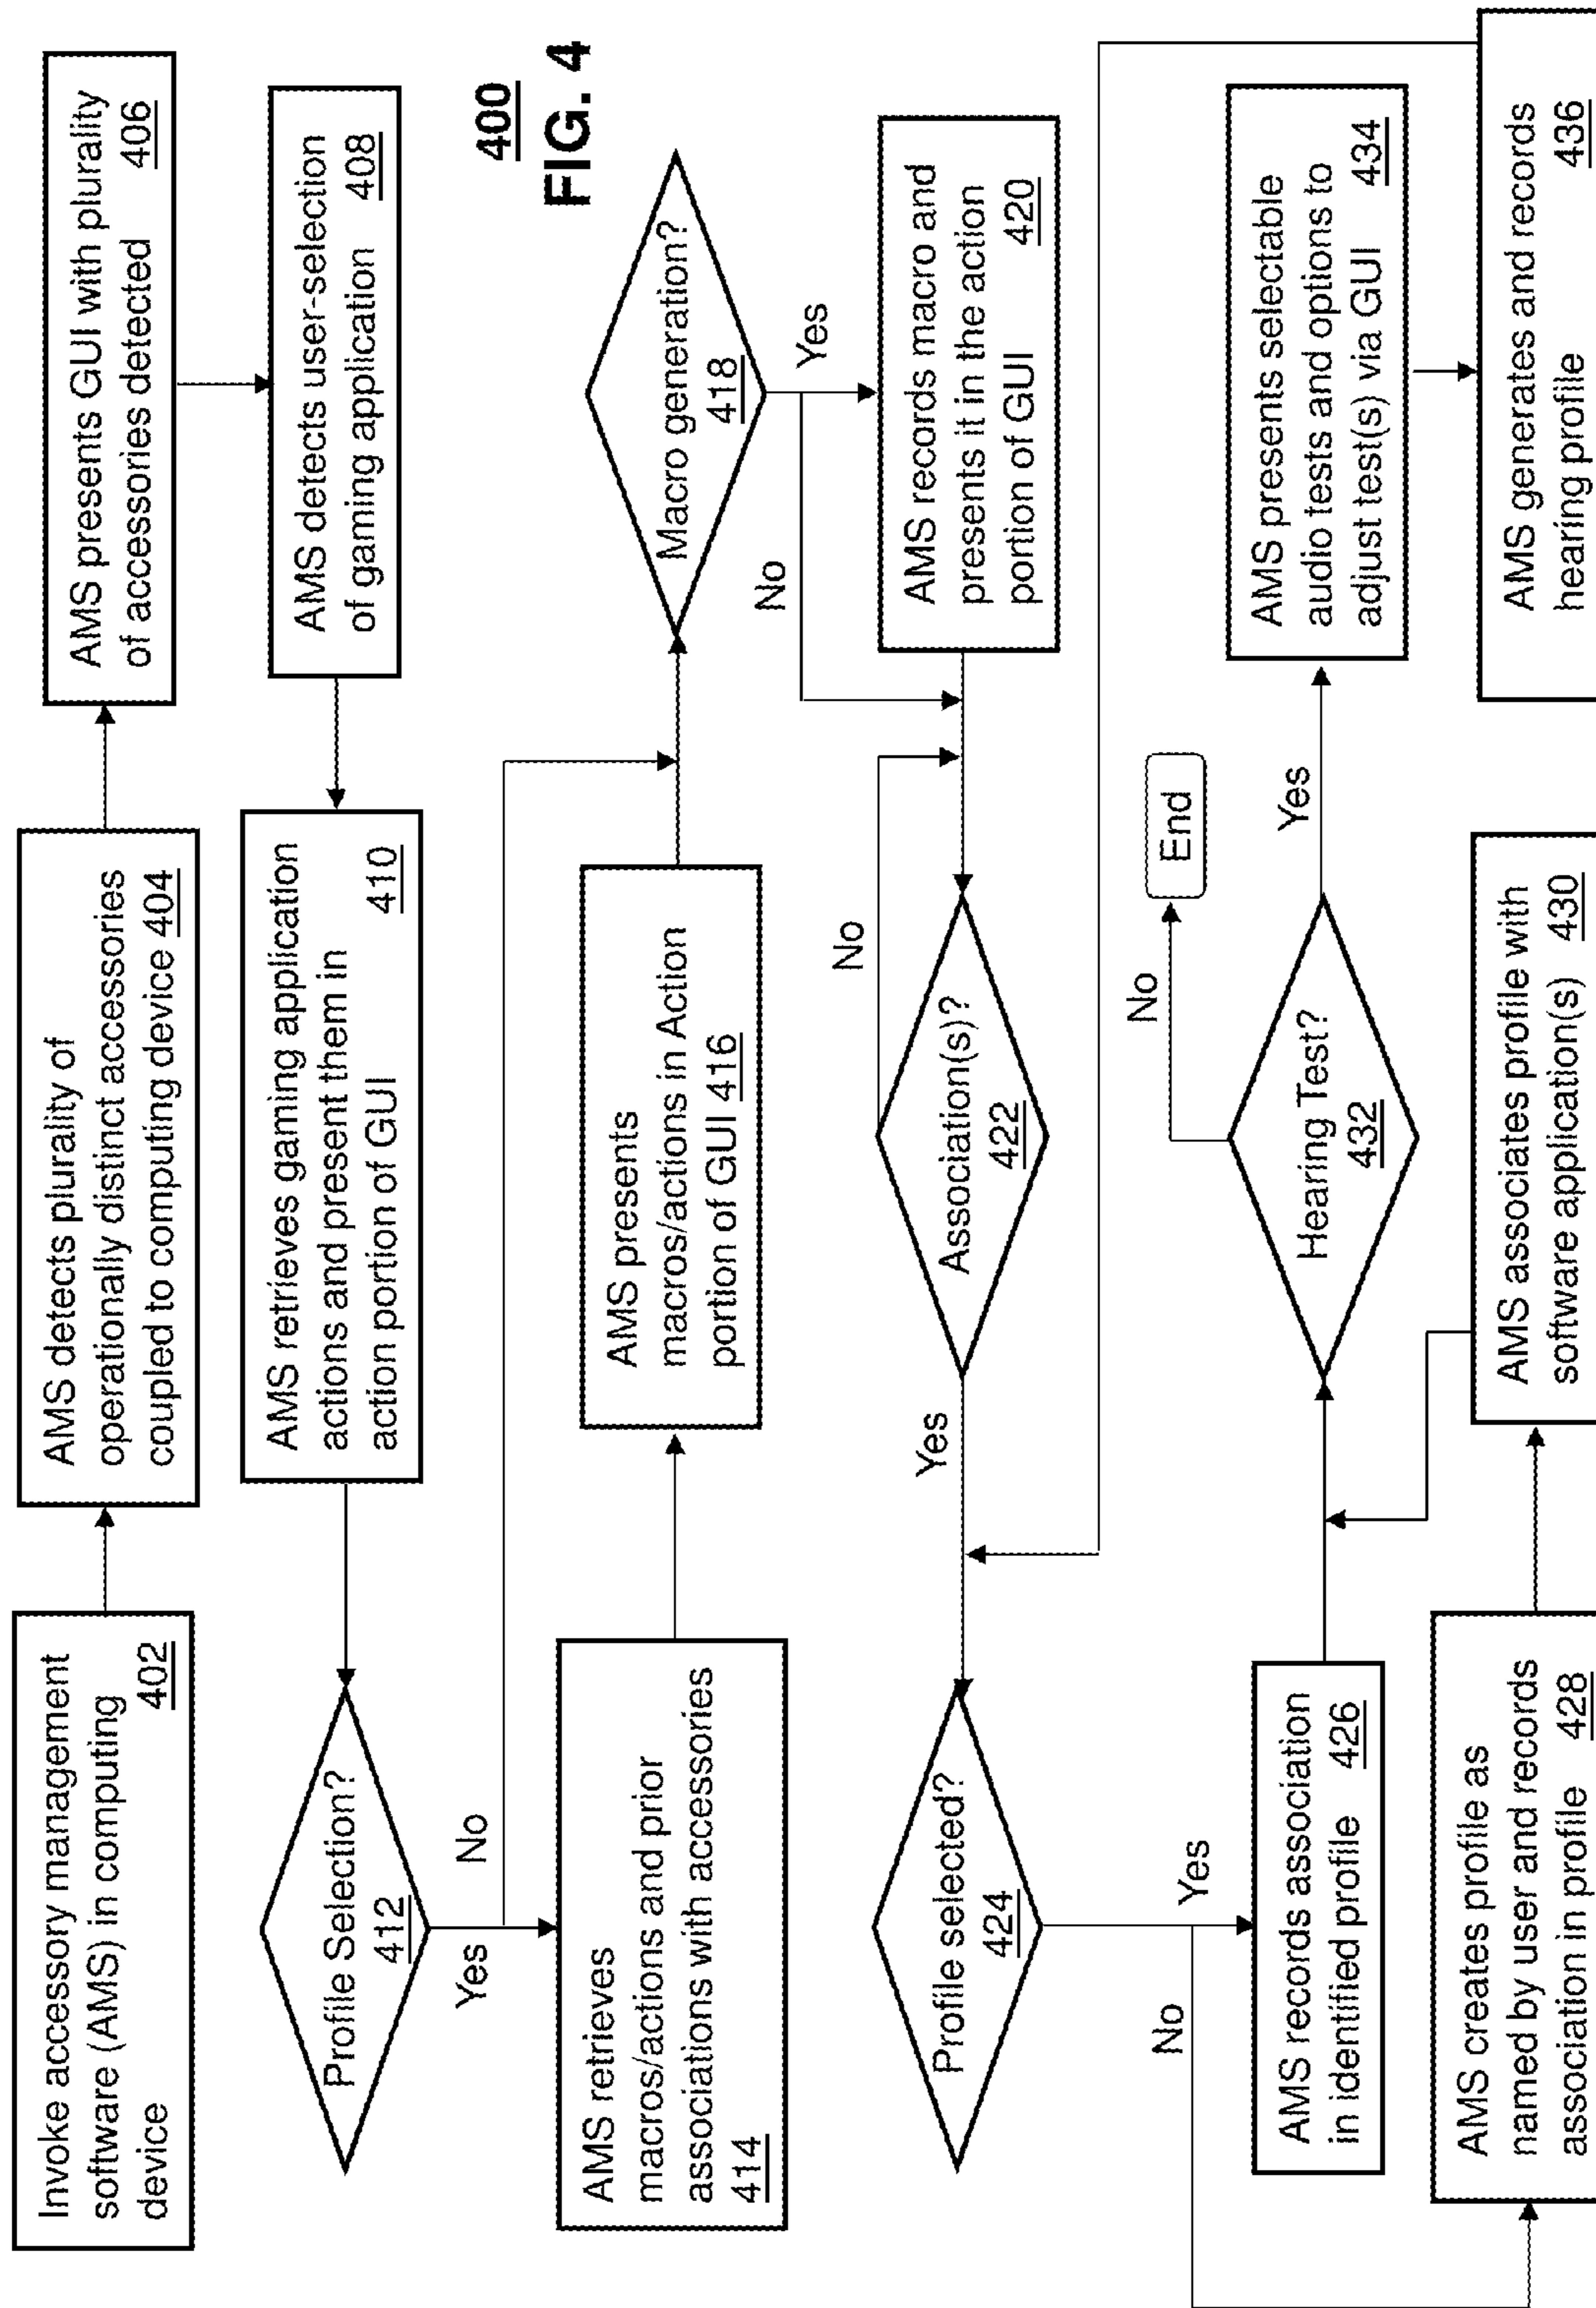 Invoke accessory management
software (AMS) in computing
device 402
AMS detects plurality of
operationally distinct accessories
coupled to computing device 404
AMS presents GUI with plurality
of accessories detected 406
AMS detects user-selection
of gaming application 408
AMS retrieves gaming application
actions and present them in
action portion of GUI 410
Profile Selection?
412
Yes
No
AMS retrieves
macros/actions and prior
associations with accessories
414
AMS presents
macros/actions in Action
portion of GUI 416
Macro generation?
418
No
Yes
400
FIG. 4
AMS records macro and
presents it in the action
portion of GUI 420
Association(s)?
422
No
Yes
Profile selected?
424
No
Yes
AMS records association
in identified profile 426
AMS creates profile as
named by user and records
association in profile 428
AMS associates profile with
software application(s) 430
Hearing Test?
432
No
End
Yes
AMS presents selectable
audio tests and options to
adjust test(s) via GUI 434
AMS generates and records
hearing profile 436